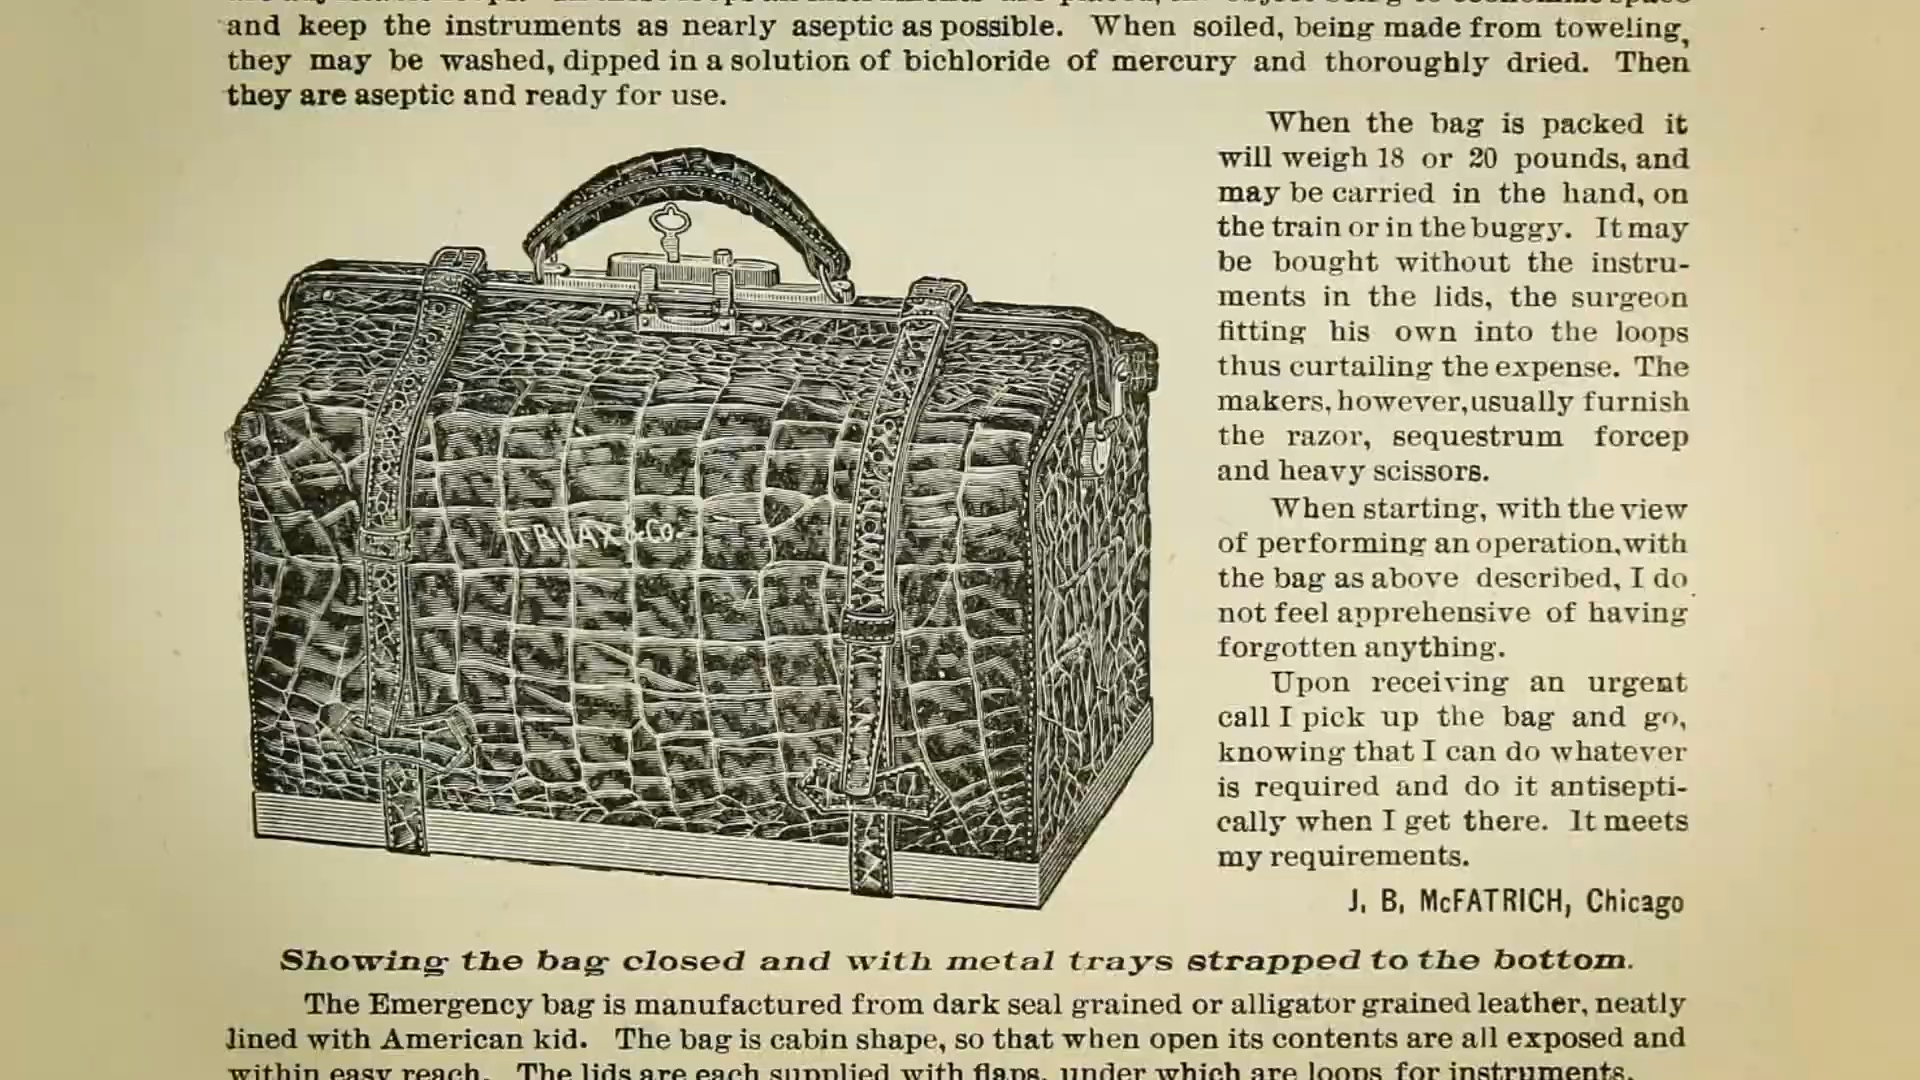 and keep the instruments as nearly aseptic as possible. When soiled, being made from toweling,
they may be washed, dipped in a solution of bichloride of mercury and thoroughly dried. Then
they are aseptic and ready for use.
When the bag is packed it
will weigh 18 or 20 pounds, and
may be carried in the hand, on
the train or in the buggy. It may
be bought without the instru-
ments in the lids, the surgeon
fitting his own into the loops
thus curtailing the expense. The
makers, however, usually furnish
the razor, sequestrum forcep
and heavy scissors.
When starting, with the view
of performing an operation, with
the bag as above described, I do
not feel apprehensive of having
forgotten anything.
Upon receiving an urgent
call I pick up the bag and go,
knowing that I can do whatever
is required and do it antisepti-
cally when I get there. It meets
my requirements.
J. B. McFATRICH, Chicago
TRUAX & Co.
Showing the bag closed and with metal trays strapped to the bottom.
The Emergency bag is manufactured from dark seal grained or alligator grained leather, neatly
lined with American kid. The bag is cabin shape, so that when open its contents are all exposed and
within easy reach. The lids are each supplied with flaps, under which are loops for instruments.